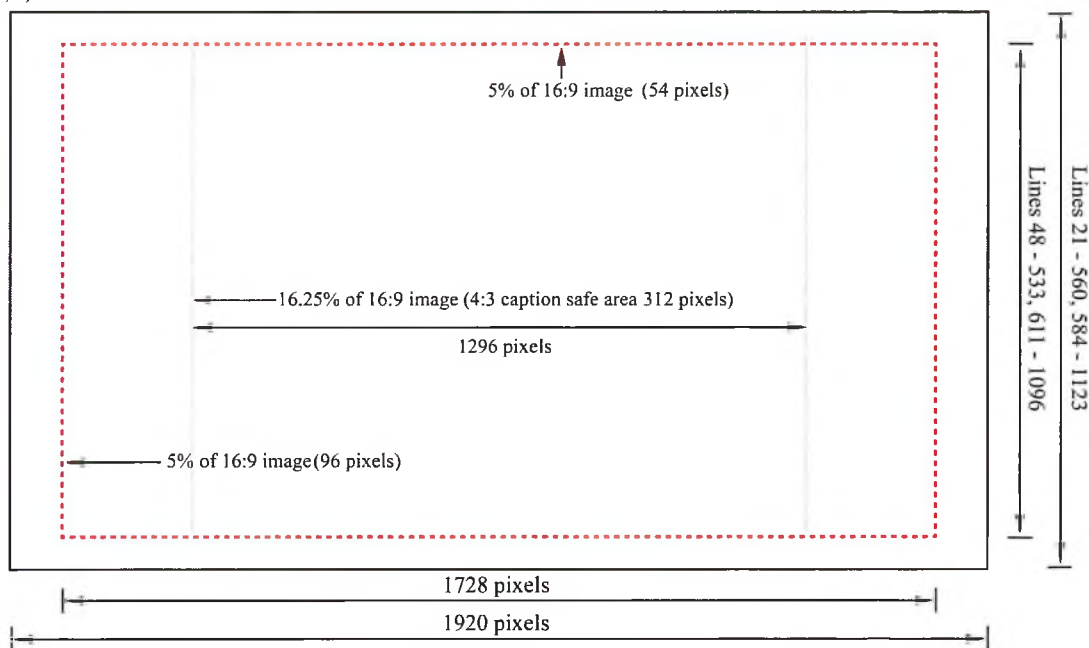 5% of 16:9 image (54 pixels)
16.25% of 16:9 image (4:3 caption safe area 312 pixels)
1296 pixels
5% of 16:9 image (96 pixels)
1728 pixels
1920 pixels
Lines 48 - 533, 611 - 1096
Lines 21 - 560, 584 - 1123